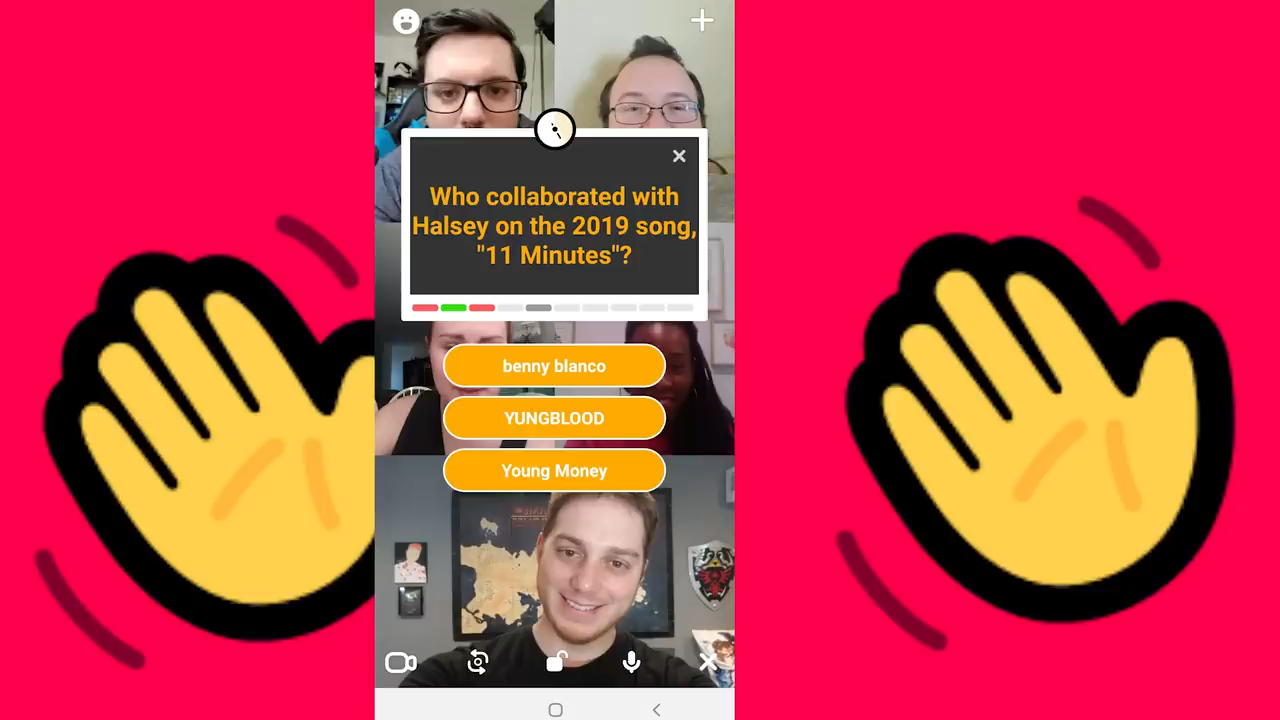 Who collaborated with
Halsey on the 2019 song,
"11 Minutes"?
benny blanco
YUNGBLOOD
Young Money